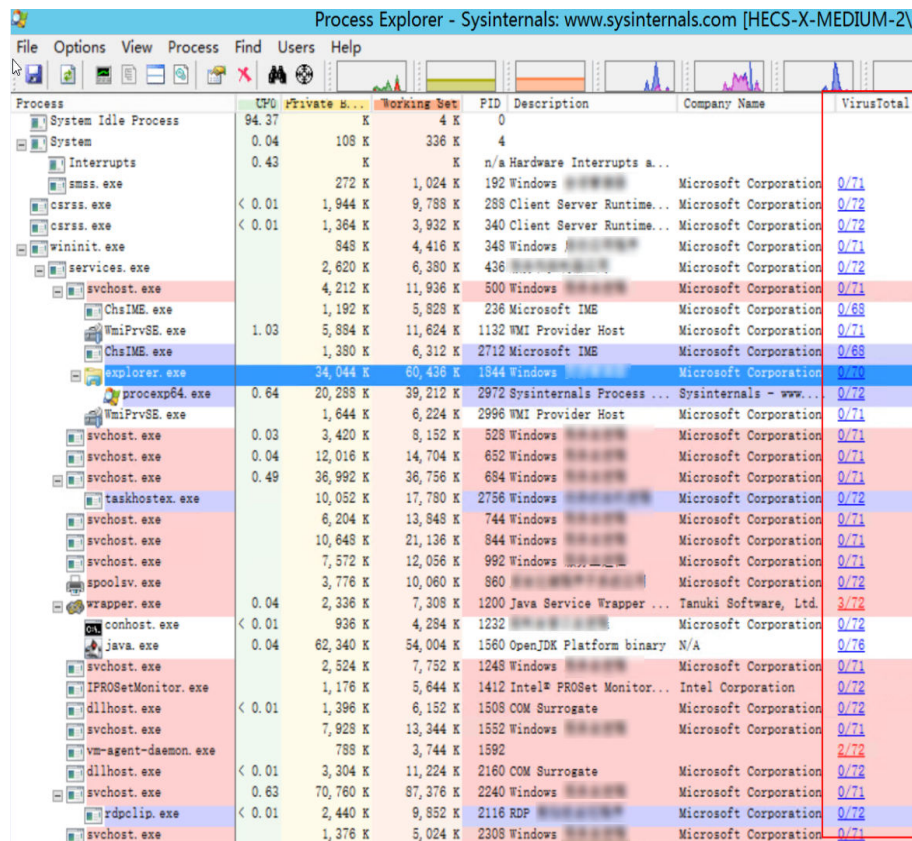 Process Explorer - Sysinternals: www.sysinternals.com [HECS-X-MEDIUM-2\
File Options View Process Find Users Help
Process CPU Private B... Working Set PID Description Company Name VirusTotal
System Idle Process 94.37 K 4 K 0
System 0.04 108 K 336 K 4
Interrupts 0.43 K K n/a Hardware Interrupts a...
smss.exe 272 K 1,024 K 192 Windows Microsoft Corporation 0/71
csrss.exe < 0.01 1,944 K 9,788 K 288 Client Server Runtime... Microsoft Corporation 0/72
csrss.exe < 0.01 1,364 K 3,932 K 340 Client Server Runtime... Microsoft Corporation 0/72
wininit.exe 848 K 4,416 K 348 Windows Microsoft Corporation 0/71
services.exe 2,620 K 6,380 K 436 Microsoft Corporation 0/72
svchost.exe 4,212 K 11,936 K 500 Windows Microsoft Corporation 0/71
ChsIME.exe 1,192 K 5,828 K 236 Microsoft IME Microsoft Corporation 0/68
WmiPrvSE.exe 1.03 5,884 K 11,624 K 1132 WMI Provider Host Microsoft Corporation 0/71
ChsIME.exe 1,380 K 6,312 K 2712 Microsoft IME Microsoft Corporation 0/68
explorer.exe 34,044 K 60,436 K 1844 Windows Microsoft Corporation 0/70
procexp64.exe 0.64 20,288 K 39,212 K 2972 Sysinternals Process ... Sysinternals - www.... 0/72
WmiPrvSE.exe 1,644 K 6,224 K 2996 WMI Provider Host Microsoft Corporation 0/71
svchost.exe 0.03 3,420 K 8,152 K 528 Windows Microsoft Corporation 0/71
svchost.exe 0.04 12,016 K 14,704 K 652 Windows Microsoft Corporation 0/71
svchost.exe 0.49 36,992 K 36,756 K 684 Windows Microsoft Corporation 0/71
taskhostex.exe 10,052 K 17,780 K 2756 Windows Microsoft Corporation 0/72
svchost.exe 6,204 K 13,848 K 744 Windows Microsoft Corporation 0/71
svchost.exe 10,648 K 21,136 K 844 Windows Microsoft Corporation 0/71
svchost.exe 7,572 K 12,056 K 992 Windows Microsoft Corporation 0/71
spoolsv.exe 3,776 K 10,060 K 860 Microsoft Corporation 0/72
wrapper.exe 0.04 2,336 K 7,308 K 1200 Java Service Wrapper ... Tanuki Software, Ltd. 3/72
conhost.exe < 0.01 936 K 4,284 K 1232 Microsoft Corporation 0/72
java.exe 0.04 62,340 K 54,004 K 1560 OpenJDK Platform binary N/A 0/76
svchost.exe 2,524 K 7,752 K 1248 Windows Microsoft Corporation 0/71
IPROSetMonitor.exe 1,176 K 5,644 K 1412 Intel® PROSet Monitor... Intel Corporation 0/72
dllhost.exe < 0.01 1,396 K 6,152 K 1508 COM Surrogate Microsoft Corporation 0/72
svchost.exe 7,928 K 13,344 K 1552 Windows Microsoft Corporation 0/71
vm-agent-daemon.exe 788 K 3,744 K 1592 2/72
dllhost.exe < 0.01 3,304 K 11,224 K 2160 COM Surrogate Microsoft Corporation 0/72
svchost.exe 0.63 70,760 K 87,376 K 2240 Windows Microsoft Corporation 0/71
rdpclip.exe < 0.01 2,440 K 9,852 K 2116 RDP Microsoft Corporation 0/72
svchost.exe 1,376 K 5,024 K 2308 Windows Microsoft Corporation 0/71